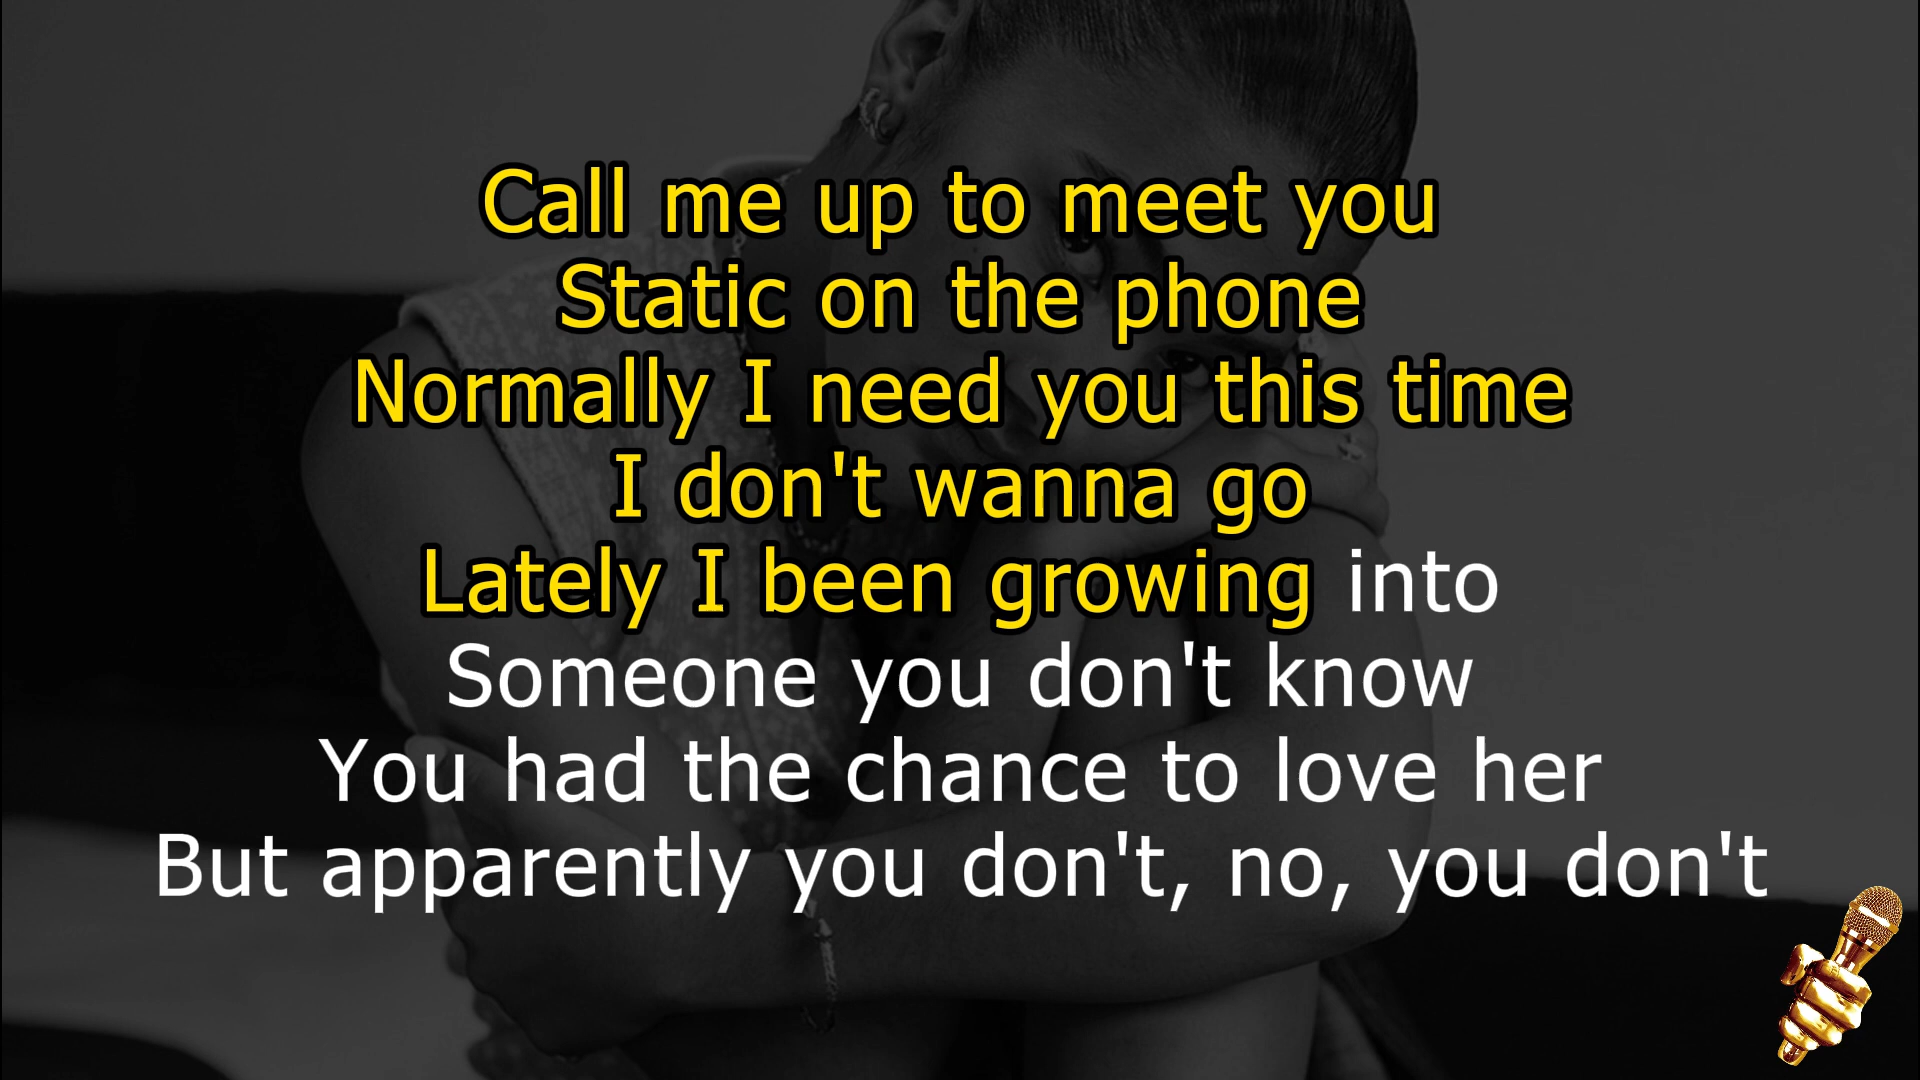 Call me up to meet you
Static on the phone
Normally I need you this time
I don't wanna go
Lately I been growing into
Someone you don't know
You had the chance to love her
But apparently you don't, no, you don't